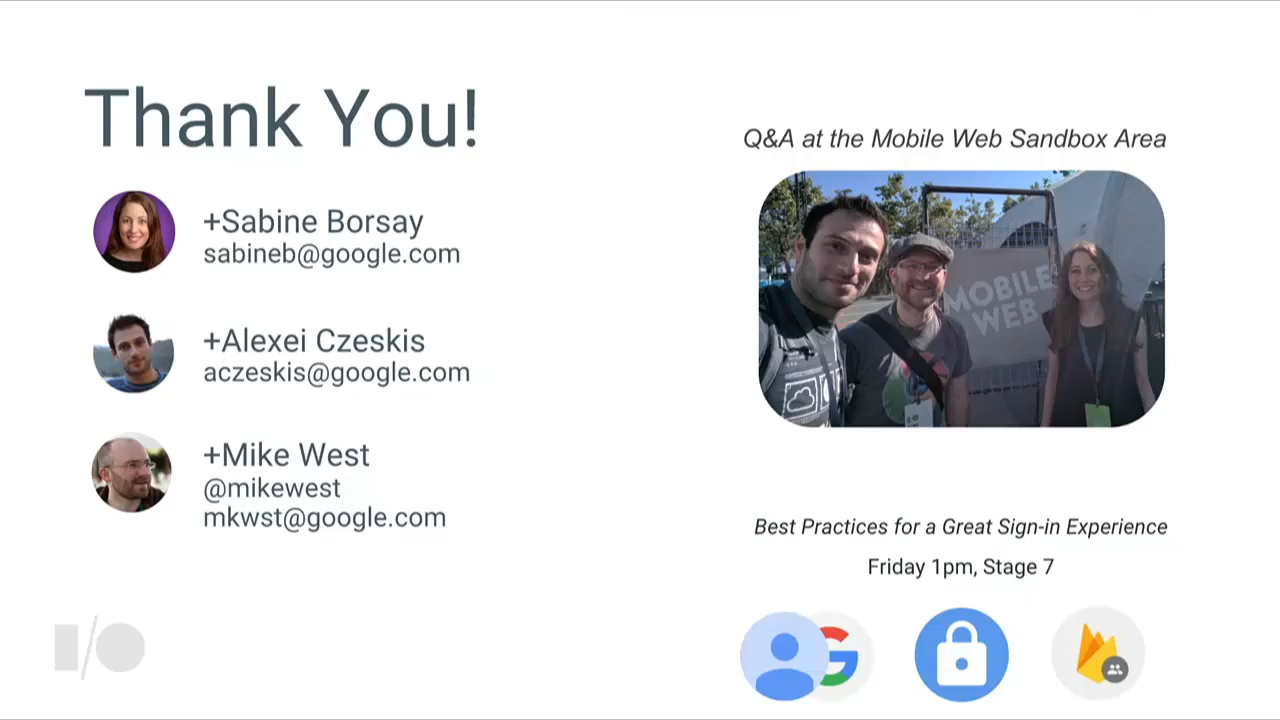 Thank You!
+Sabine Borsay
sabineb@google.com
+Alexei Czeskis
aczeskis@google.com
+Mike West
@mikewest
mkwst@google.com
I/O
Q&A at the Mobile Web Sandbox Area
MOBILE
WEB
Best Practices for a Great Sign-in Experience
Friday 1pm, Stage 7
G